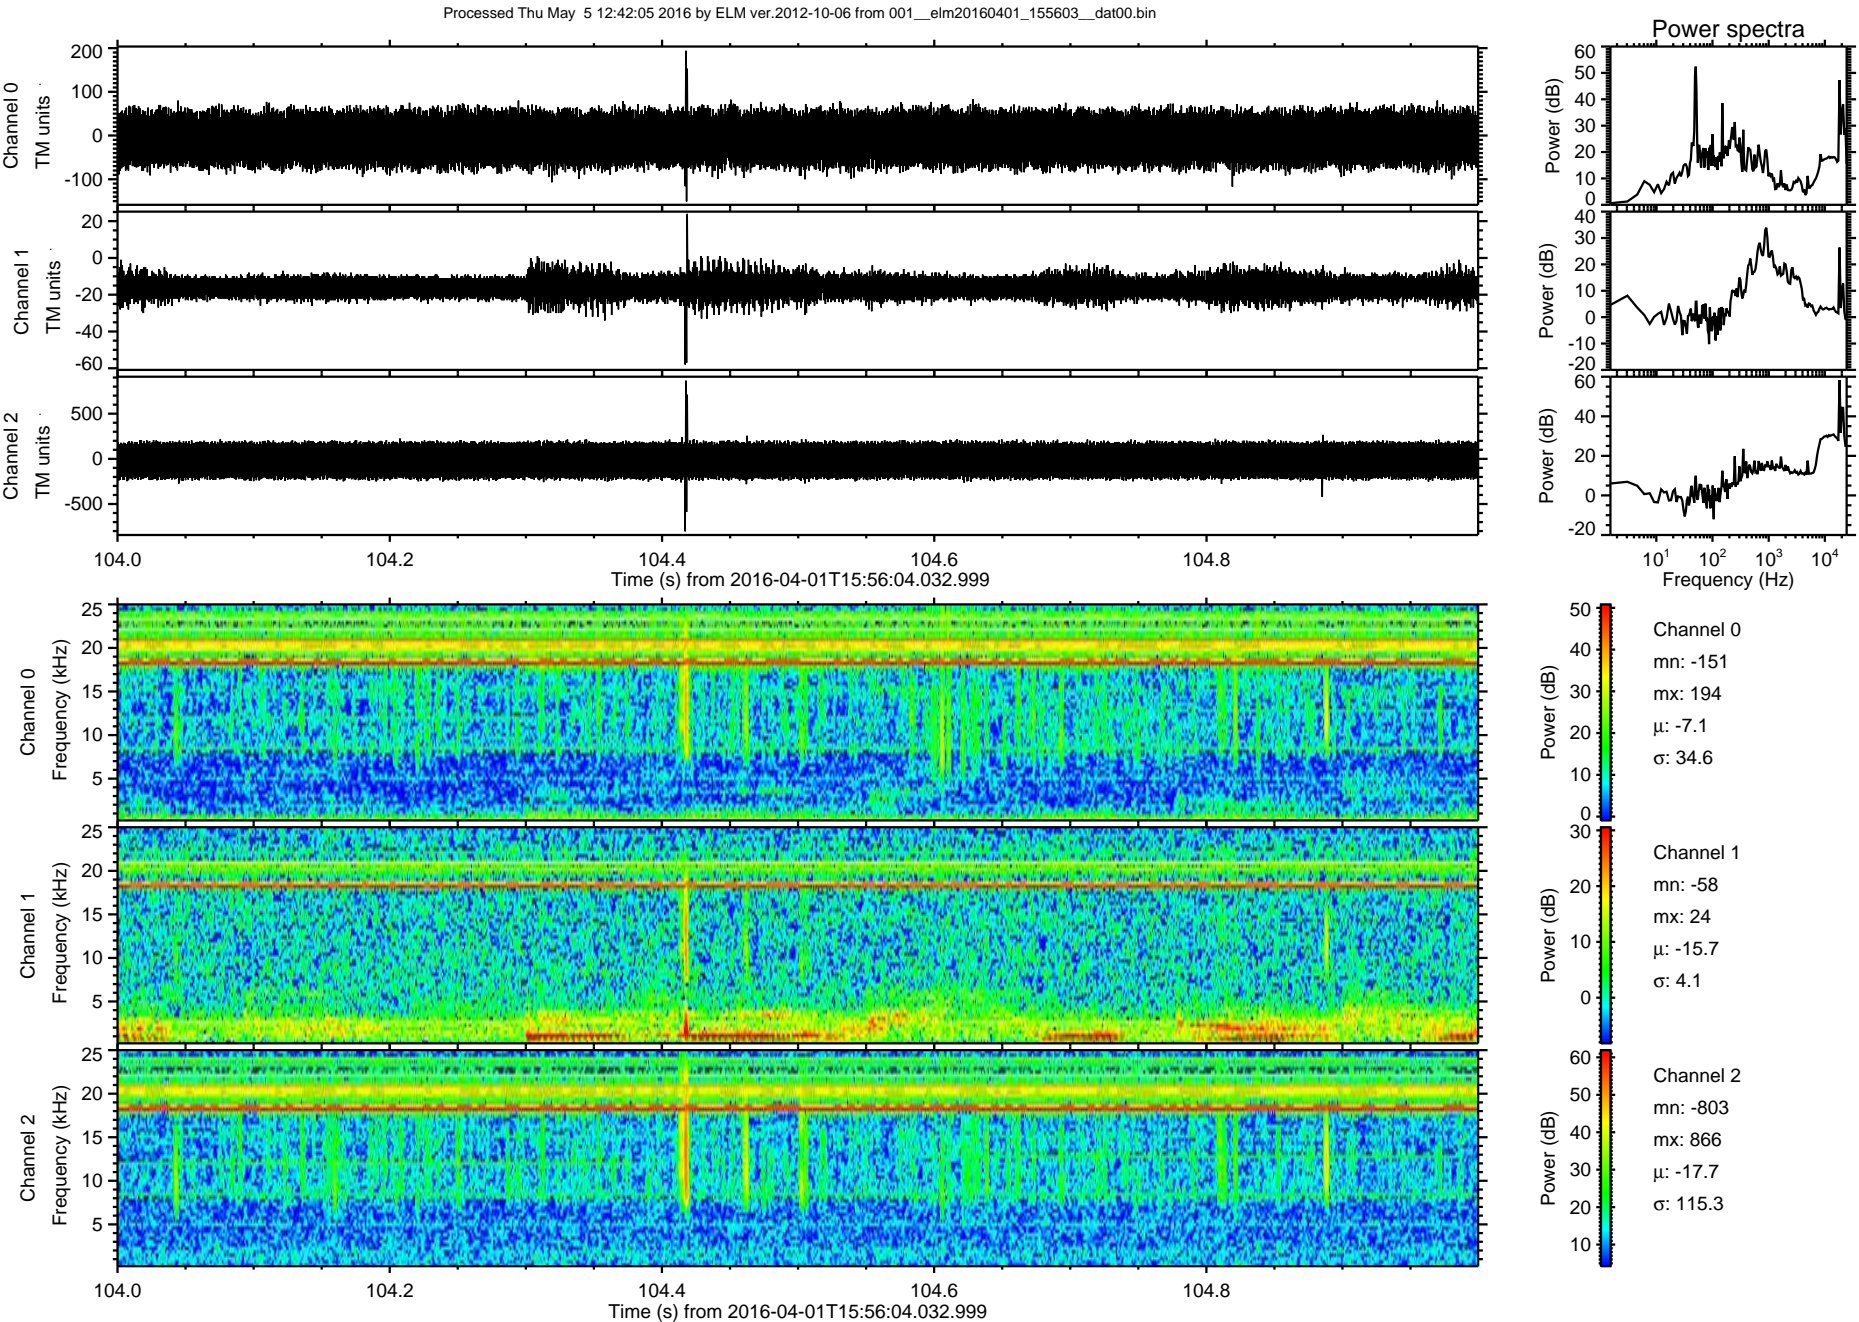 Processed Thu May  5 12:42:05 2016 by ELM ver.2012-10-06 from 001__elm20160401_155603__dat00.bin
Power spectra
Channel 0
TM units
200
100
0
-100
Power (dB)
60
50
40
30
20
10
0
Channel 1
TM units
20
0
-20
-40
-60
Power (dB)
40
30
20
10
0
-10
-20
Channel 2
TM units
500
0
-500
Power (dB)
60
40
20
0
-20
104.0 104.2 104.4 104.6 104.8
Time (s) from 2016-04-01T15:56:04.032.999
10^1 10^2 10^3 10^4
Frequency (Hz)
Channel 0
Frequency (kHz)
25
20
15
10
5
Power (dB)
50
40
30
20
10
0
Channel 0
mn: -151
mx: 194
μ: -7.1
σ: 34.6
Channel 1
Frequency (kHz)
25
20
15
10
5
Power (dB)
30
20
10
0
Channel 1
mn: -58
mx: 24
μ: -15.7
σ: 4.1
Channel 2
Frequency (kHz)
25
20
15
10
5
Power (dB)
60
50
40
30
20
10
Channel 2
mn: -803
mx: 866
μ: -17.7
σ: 115.3
104.0 104.2 104.4 104.6 104.8
Time (s) from 2016-04-01T15:56:04.032.999